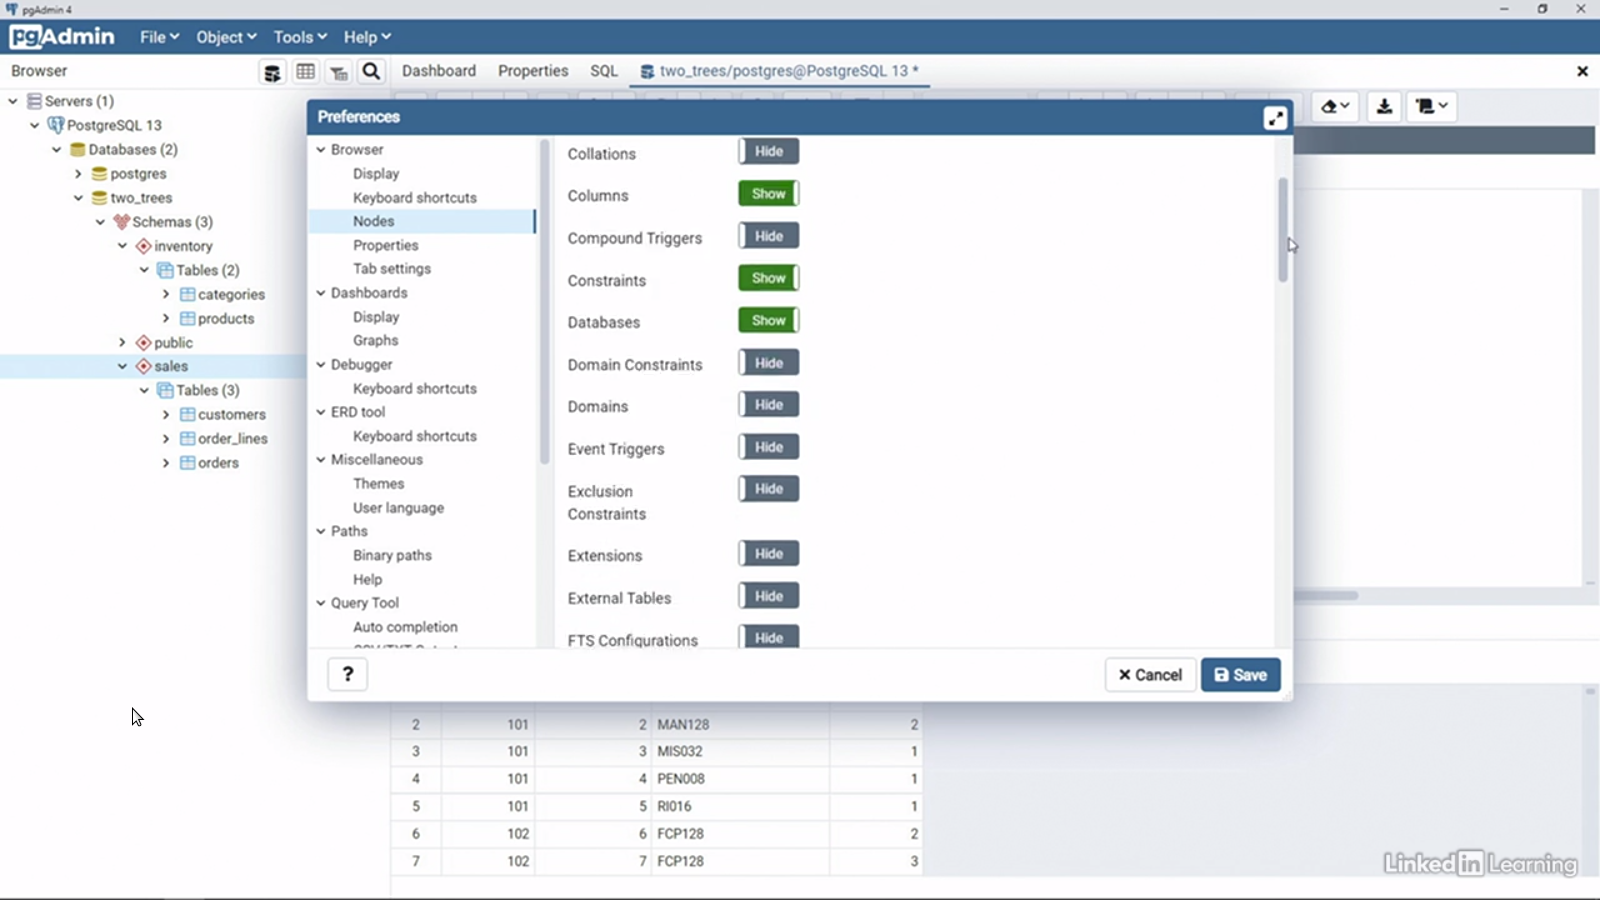 pgAdmin 4
pgAdmin File Object Tools Help
Browser Dashboard Properties SQL two_trees/postgres@PostgreSQL 13 *
Servers (1)
PostgreSQL 13
Databases (2)
postgres
two_trees
Schemas (3)
inventory
Tables (2)
categories
products
public
sales
Tables (3)
customers
order_lines
orders
Preferences
Browser
Display
Keyboard shortcuts
Nodes
Properties
Tab settings
Dashboards
Display
Graphs
Debugger
Keyboard shortcuts
ERD tool
Keyboard shortcuts
Miscellaneous
Themes
User language
Paths
Binary paths
Help
Query Tool
Auto completion
Collations Hide
Columns Show
Compound Triggers Hide
Constraints Show
Databases Show
Domain Constraints Hide
Domains Hide
Event Triggers Hide
Exclusion
Constraints Hide
Extensions Hide
External Tables Hide
FTS Configurations Hide
? Cancel Save
2 101 2 MAN128 2
3 101 3 MIS032 1
4 101 4 PEN008 1
5 101 5 RI016 1
6 102 6 FCP128 2
7 102 7 FCP128 3
LinkedIn Learning